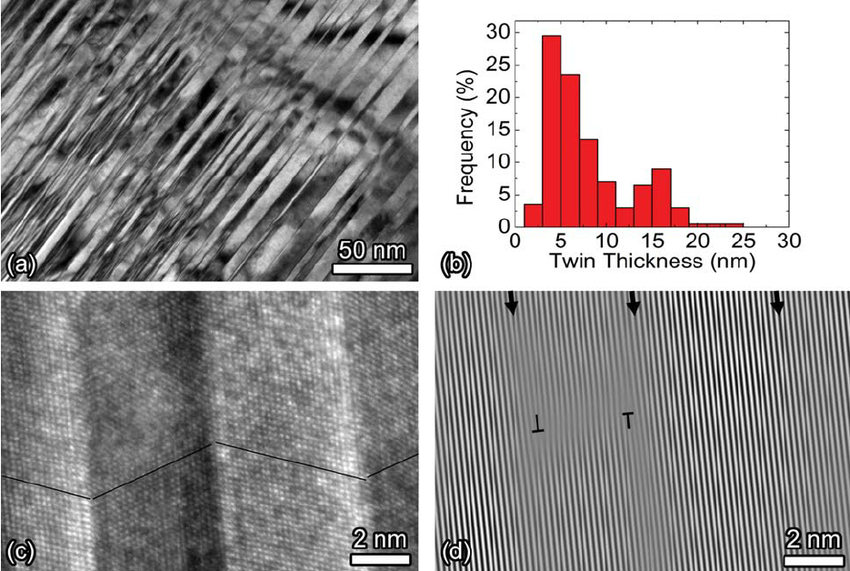 50 nm
(a)
Frequency (%)
30
25
20
15
10
5
0
0 5 10 15 20 25 30
(b)
Twin Thickness (nm)
2 nm
(c)
⊥
⊤
2 nm
(d)